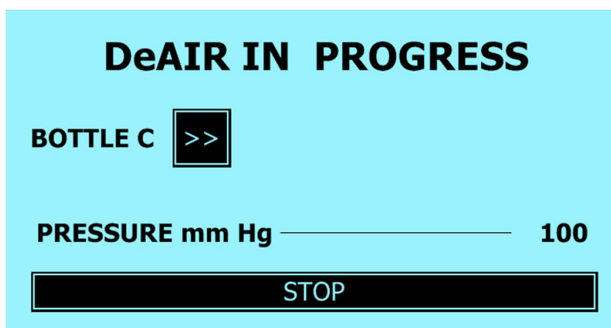 DeAIR IN PROGRESS
BOTTLE C >>
PRESSURE mm Hg 100
STOP